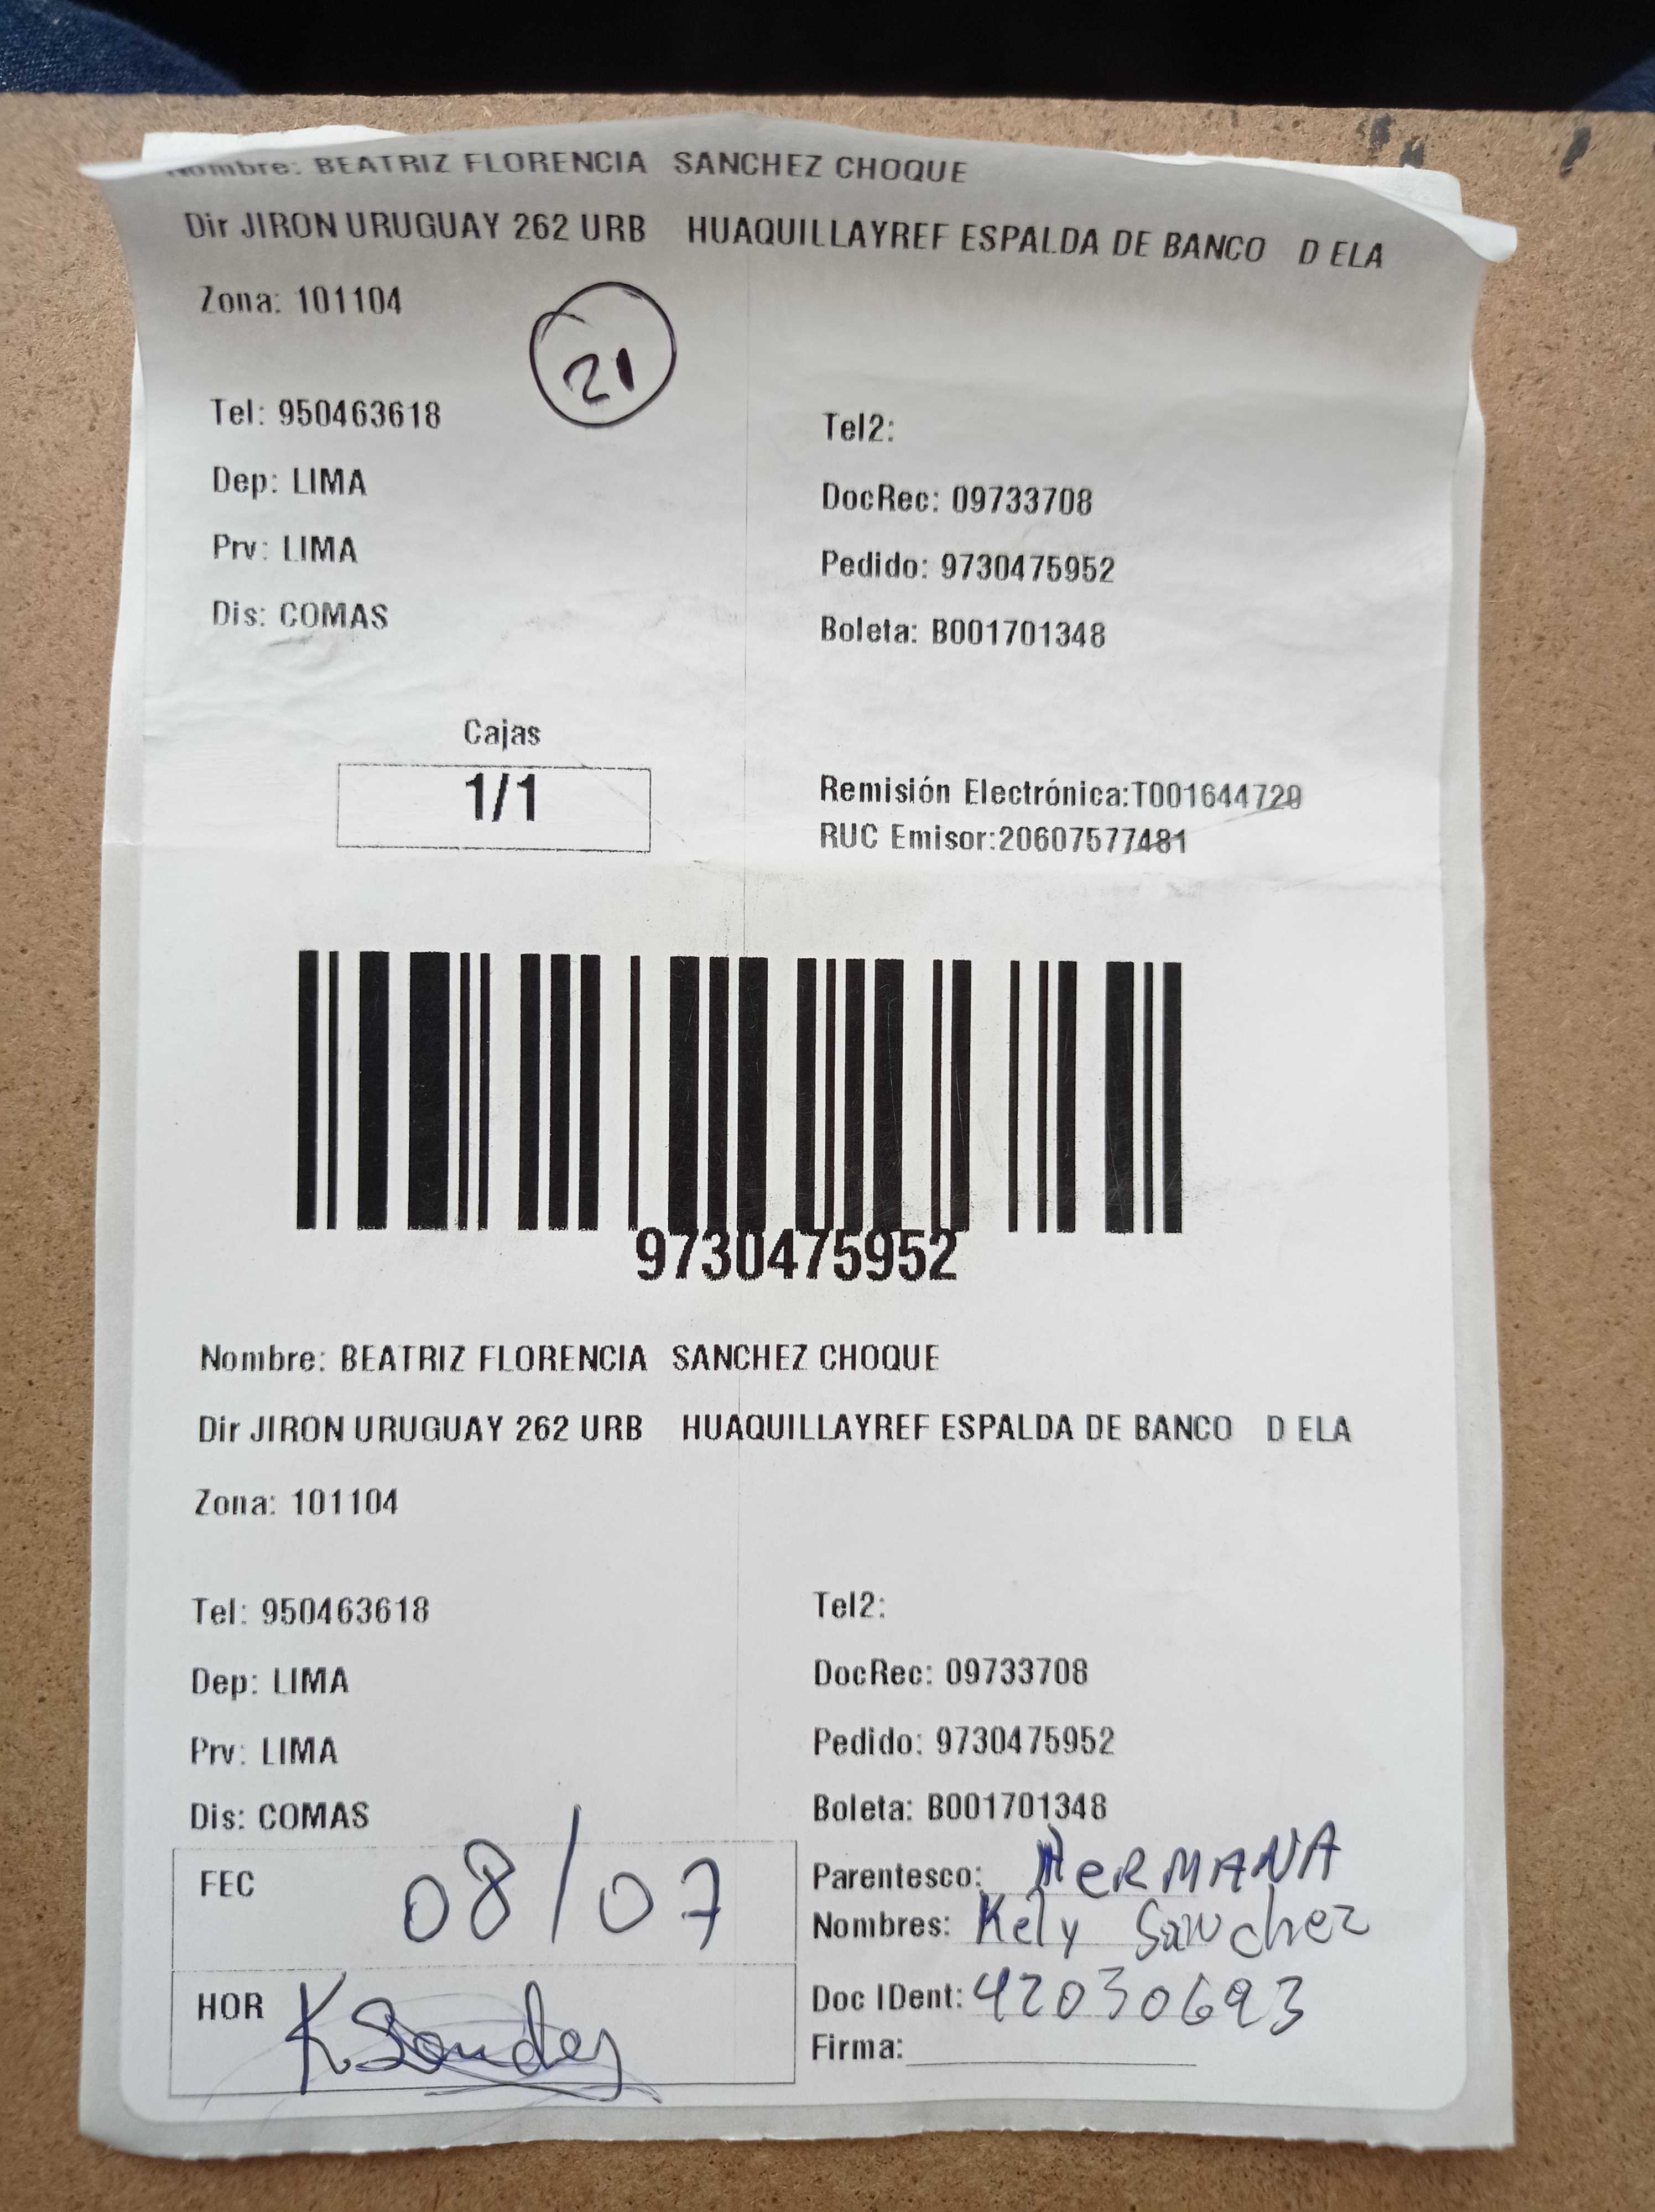 Nombre: BEATRIZ FLORENCIA SANCHEZ CHOQUE
Dir JIRON URUGUAY 262 URB HUAQUILLAYREF ESPALDA DE BANCO D ELA
Zona: 101104
21
Tel: 950463618
Tel2:
Dep: LIMA
DocRec: 09733708
Prv: LIMA
Pedido: 9730475952
Dis: COMAS
Boleta: B001701348
Cajas
1/1
Remisión Electrónica:T001644720
RUC Emisor:20607577481
9730475952
Nombre: BEATRIZ FLORENCIA SANCHEZ CHOQUE
Dir JIRON URUGUAY 262 URB HUAQUILLAYREF ESPALDA DE BANCO D ELA
Zona: 101104
Tel: 950463618
Tel2:
Dep: LIMA
DocRec: 09733708
Prv: LIMA
Pedido: 9730475952
Dis: COMAS
Boleta: B001701348
FEC 08/07
Parentesco: HERMANA
Nombres: Kely Sanchez
HOR
Doc IDent: 42030693
Firma: